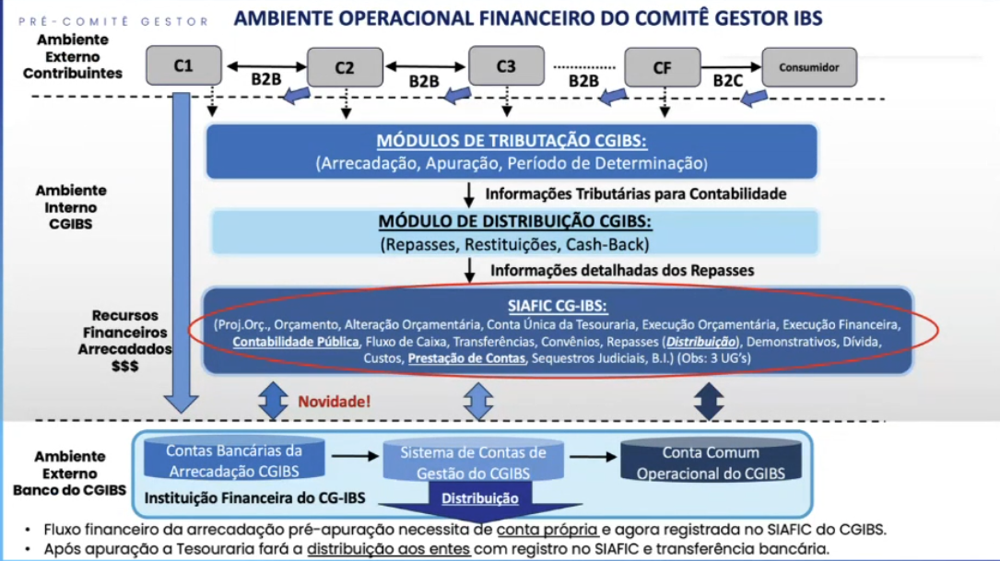 PRÉ-COMITÊ GESTOR
AMBIENTE OPERACIONAL FINANCEIRO DO COMITÊ GESTOR IBS
Ambiente
Externo
Contribuintes
C1
B2B
C2
B2B
C3
B2B
CF
B2C
Consumidor
MÓDULOS DE TRIBUTAÇÃO CGIBS:
(Arrecadação, Apuração, Período de Determinação)
Ambiente
Interno
CGIBS
Informações Tributárias para Contabilidade
MÓDULO DE DISTRIBUIÇÃO CGIBS:
(Repasses, Restituições, Cash-Back)
Informações detalhadas dos Repasses
Recursos
Financeiros
Arrecadados
$$$
SIAFIC CG-IBS:
(Proj.Orç., Orçamento, Alteração Orçamentária, Conta Única da Tesouraria, Execução Orçamentária, Execução Financeira,
Contabilidade Pública, Fluxo de Caixa, Transferências, Convênios, Repasses (Distribuição), Demonstrativos, Dívida,
Custos, Prestação de Contas, Sequestros Judiciais, B.I.) (Obs: 3 UG's)
Novidade!
Ambiente
Externo
Banco do CGIBS
Contas Bancárias da
Arrecadação CGIBS
Sistema de Contas de
Gestão do CGIBS
Conta Comum
Operacional do CGIBS
Instituição Financeira do CG-IBS
Distribuição
• Fluxo financeiro da arrecadação pré-apuração necessita de conta própria e agora registrada no SIAFIC do CGIBS.
• Após apuração a Tesouraria fará a distribuição aos entes com registro no SIAFIC e transferência bancária.